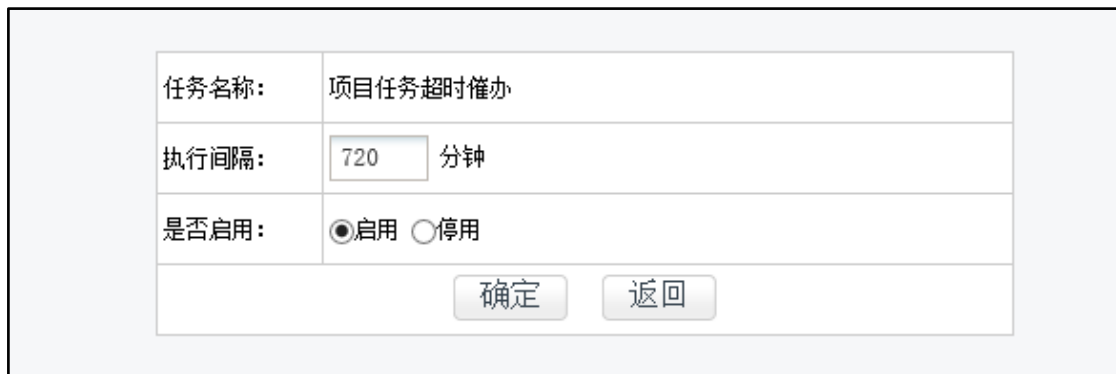 任务名称： 项目任务超时催办
执行间隔： 720 分钟
是否启用： 启用 停用
确定 返回